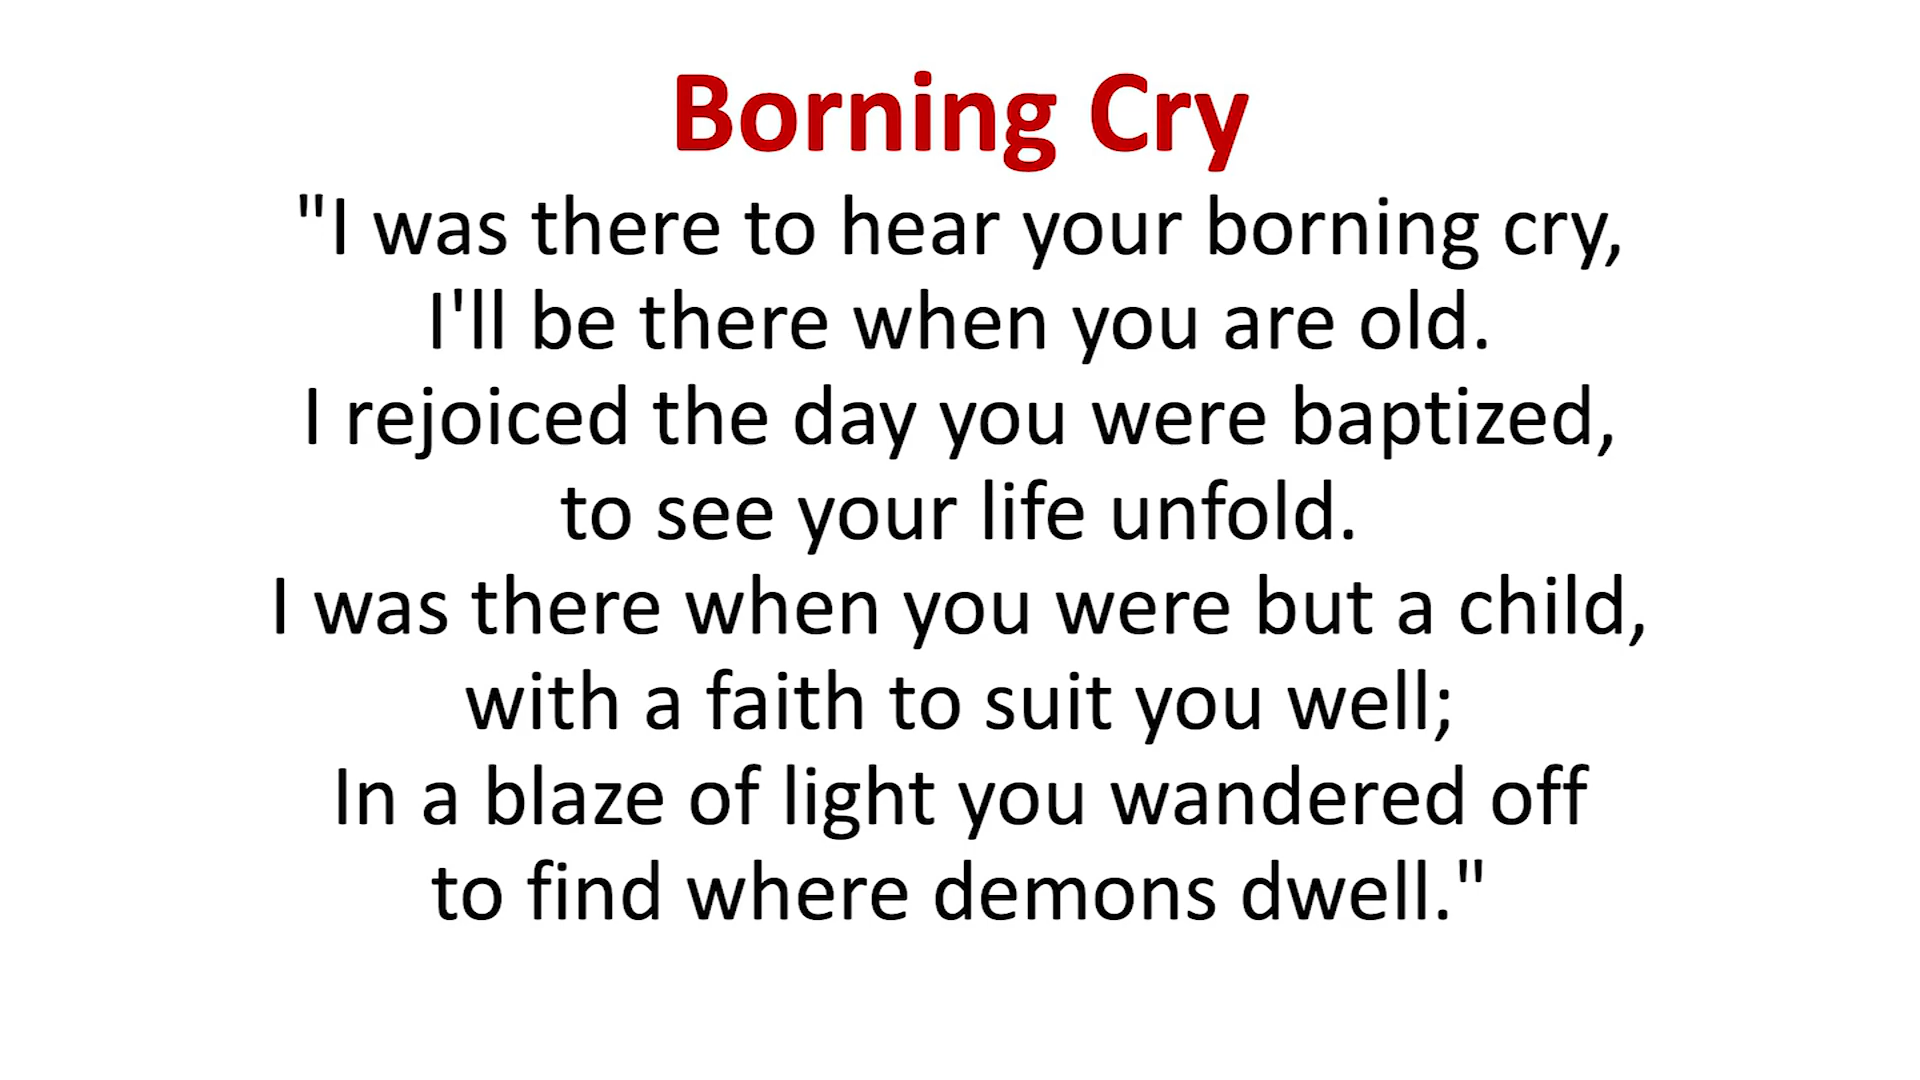 Borning Cry
"I was there to hear your borning cry,
I'll be there when you are old.
I rejoiced the day you were baptized,
to see your life unfold.
I was there when you were but a child,
with a faith to suit you well;
In a blaze of light you wandered off
to find where demons dwell."